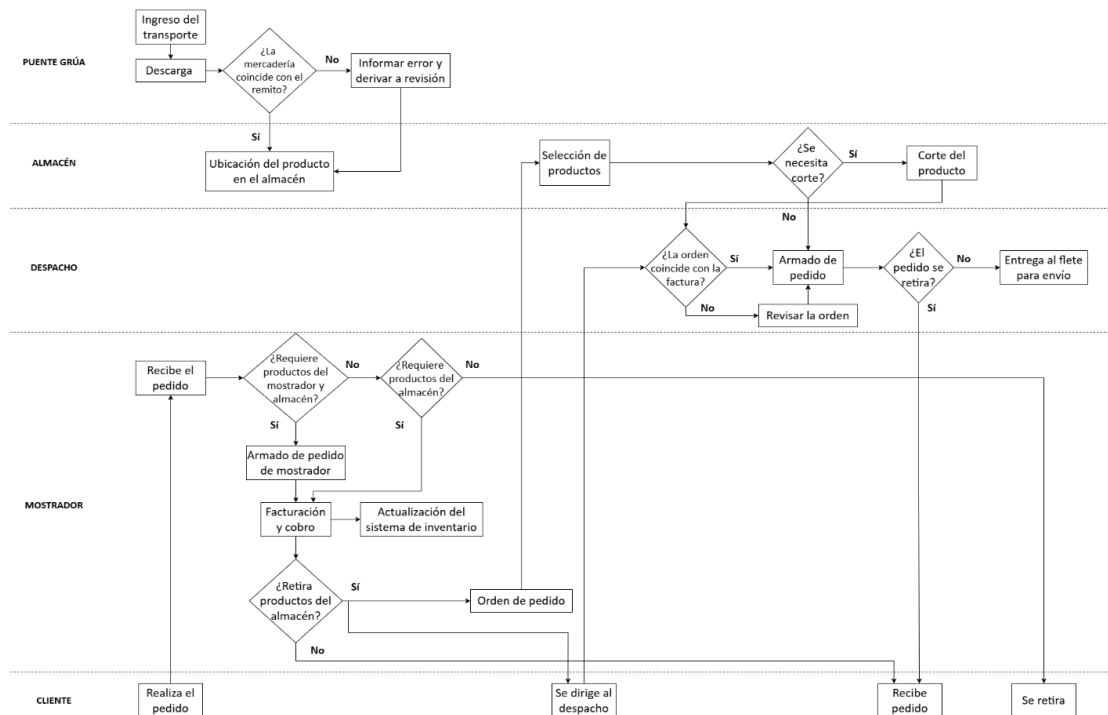 PUENTE GRÚA
Ingreso del
transporte
Descarga
¿La
mercadería
coincide con el
remito?
No
Informar error y
derivar a revisión
Sí
ALMACÉN
Ubicación del producto
en el almacén
Selección de
productos
¿Se
necesita
corte?
Sí
Corte del
producto
No
DESPACHO
¿La orden
coincide con la
factura?
Sí
Armado de
pedido
¿El
pedido se
retira?
No
Entrega al flete
para envío
No
Revisar la orden
Sí
MOSTRADOR
Recibe el
pedido
¿Requiere
productos del
mostrador y
almacén?
No
¿Requiere
productos del
almacén?
No
Sí
Sí
Armado de pedido
de mostrador
Facturación
y cobro
Actualización del
sistema de inventario
¿Retira
productos del
almacén?
Sí
Orden de pedido
No
CLIENTE
Realiza el
pedido
Se dirige al
despacho
Recibe
pedido
Se retira